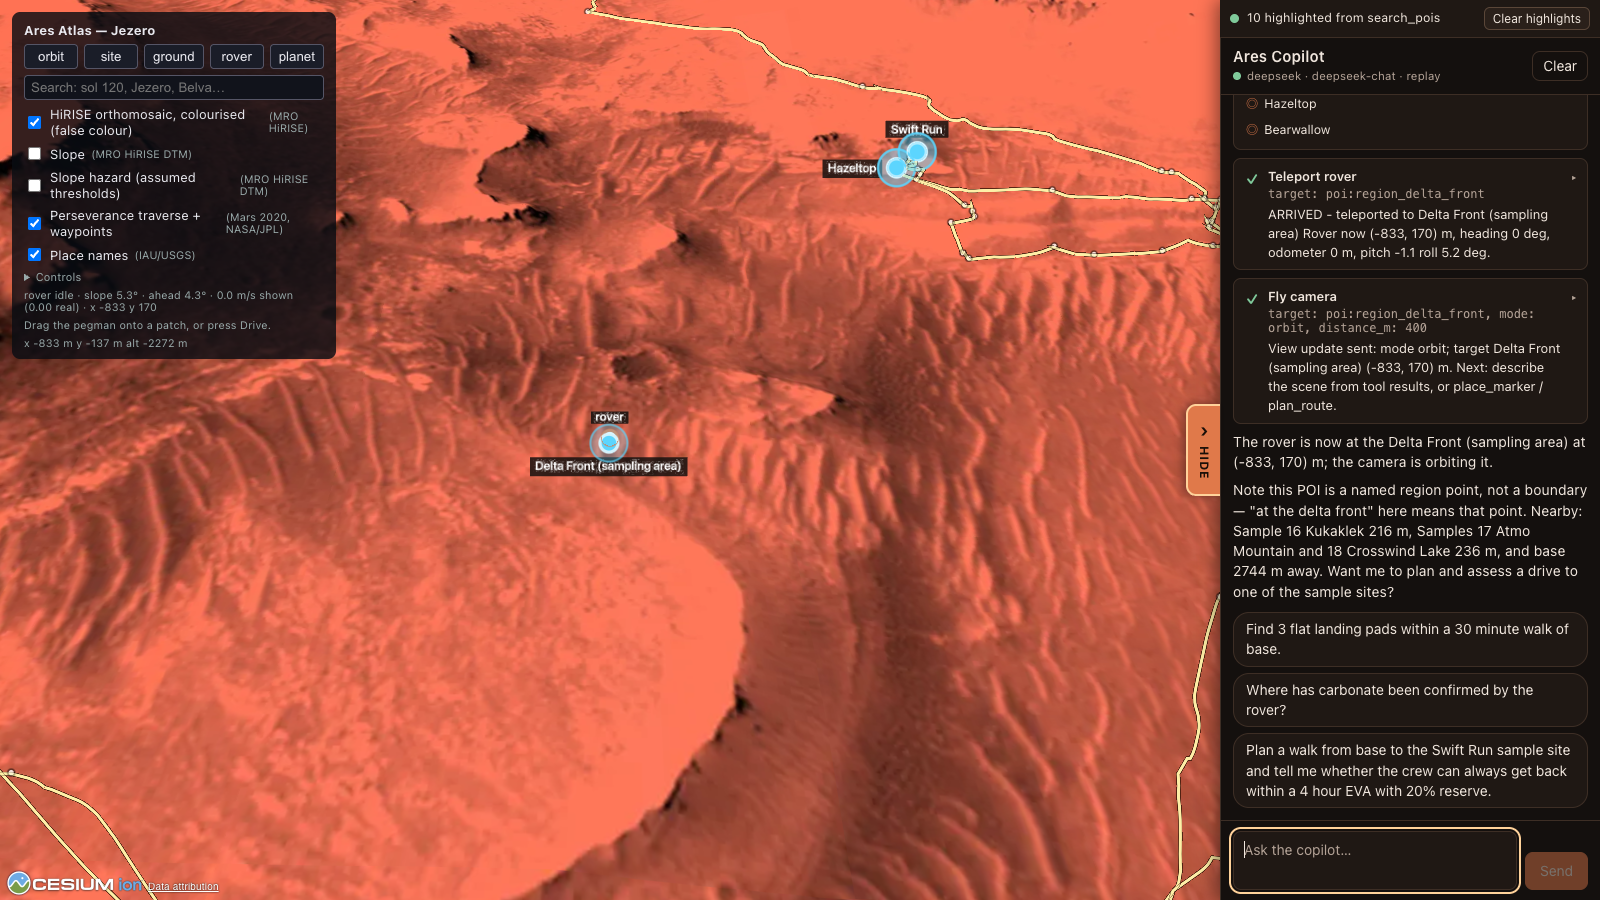 Ares Atlas — Jezero
orbit
site
ground
rover
planet
Search: sol 120, Jezero, Belva…
HiRISE orthomosaic, colourised
(false colour)
(MRO
HiRISE)
Slope (MRO HiRISE DTM)
Slope hazard (assumed
thresholds)
(MRO HiRISE
DTM)
Perseverance traverse +
waypoints
(Mars 2020,
NASA/JPL)
Place names (IAU/USGS)
Controls
rover idle · slope 5.3° · ahead 4.3° · 0.0 m/s shown
(0.00 real) · x -833 y 170
Drag the pegman onto a patch, or press Drive.
x -833 m y -137 m alt -2272 m
Swift Run
Hazeltop
rover
Delta Front (sampling area)
CESIUM ion
Data attribution
HIDE
10 highlighted from search_pois
Clear highlights
Ares Copilot
deepseek · deepseek-chat · replay
Clear
Hazeltop
Bearwallow
Teleport rover
target: poi:region_delta_front
ARRIVED - teleported to Delta Front (sampling
area) Rover now (-833, 170) m, heading 0 deg,
odometer 0 m, pitch -1.1 roll 5.2 deg.
Fly camera
target: poi:region_delta_front, mode:
orbit, distance_m: 400
View update sent: mode orbit; target Delta Front
(sampling area) (-833, 170) m. Next: describe
the scene from tool results, or place_marker /
plan_route.
The rover is now at the Delta Front (sampling area) at
(-833, 170) m; the camera is orbiting it.
Note this POI is a named region point, not a boundary
— "at the delta front" here means that point. Nearby:
Sample 16 Kukaklek 216 m, Samples 17 Atmo
Mountain and 18 Crosswind Lake 236 m, and base
2744 m away. Want me to plan and assess a drive to
one of the sample sites?
Find 3 flat landing pads within a 30 minute walk of
base.
Where has carbonate been confirmed by the
rover?
Plan a walk from base to the Swift Run sample site
and tell me whether the crew can always get back
within a 4 hour EVA with 20% reserve.
Ask the copilot…
Send